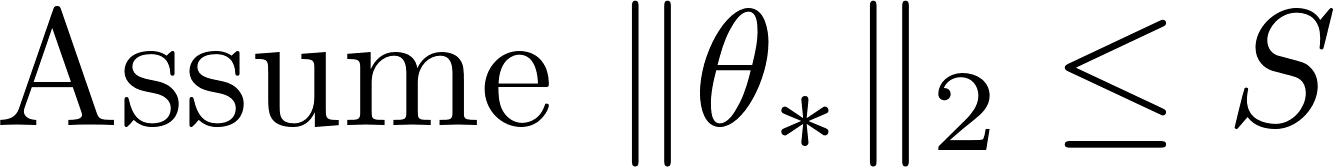 Assume ‖θ_*‖_2 ≤ S